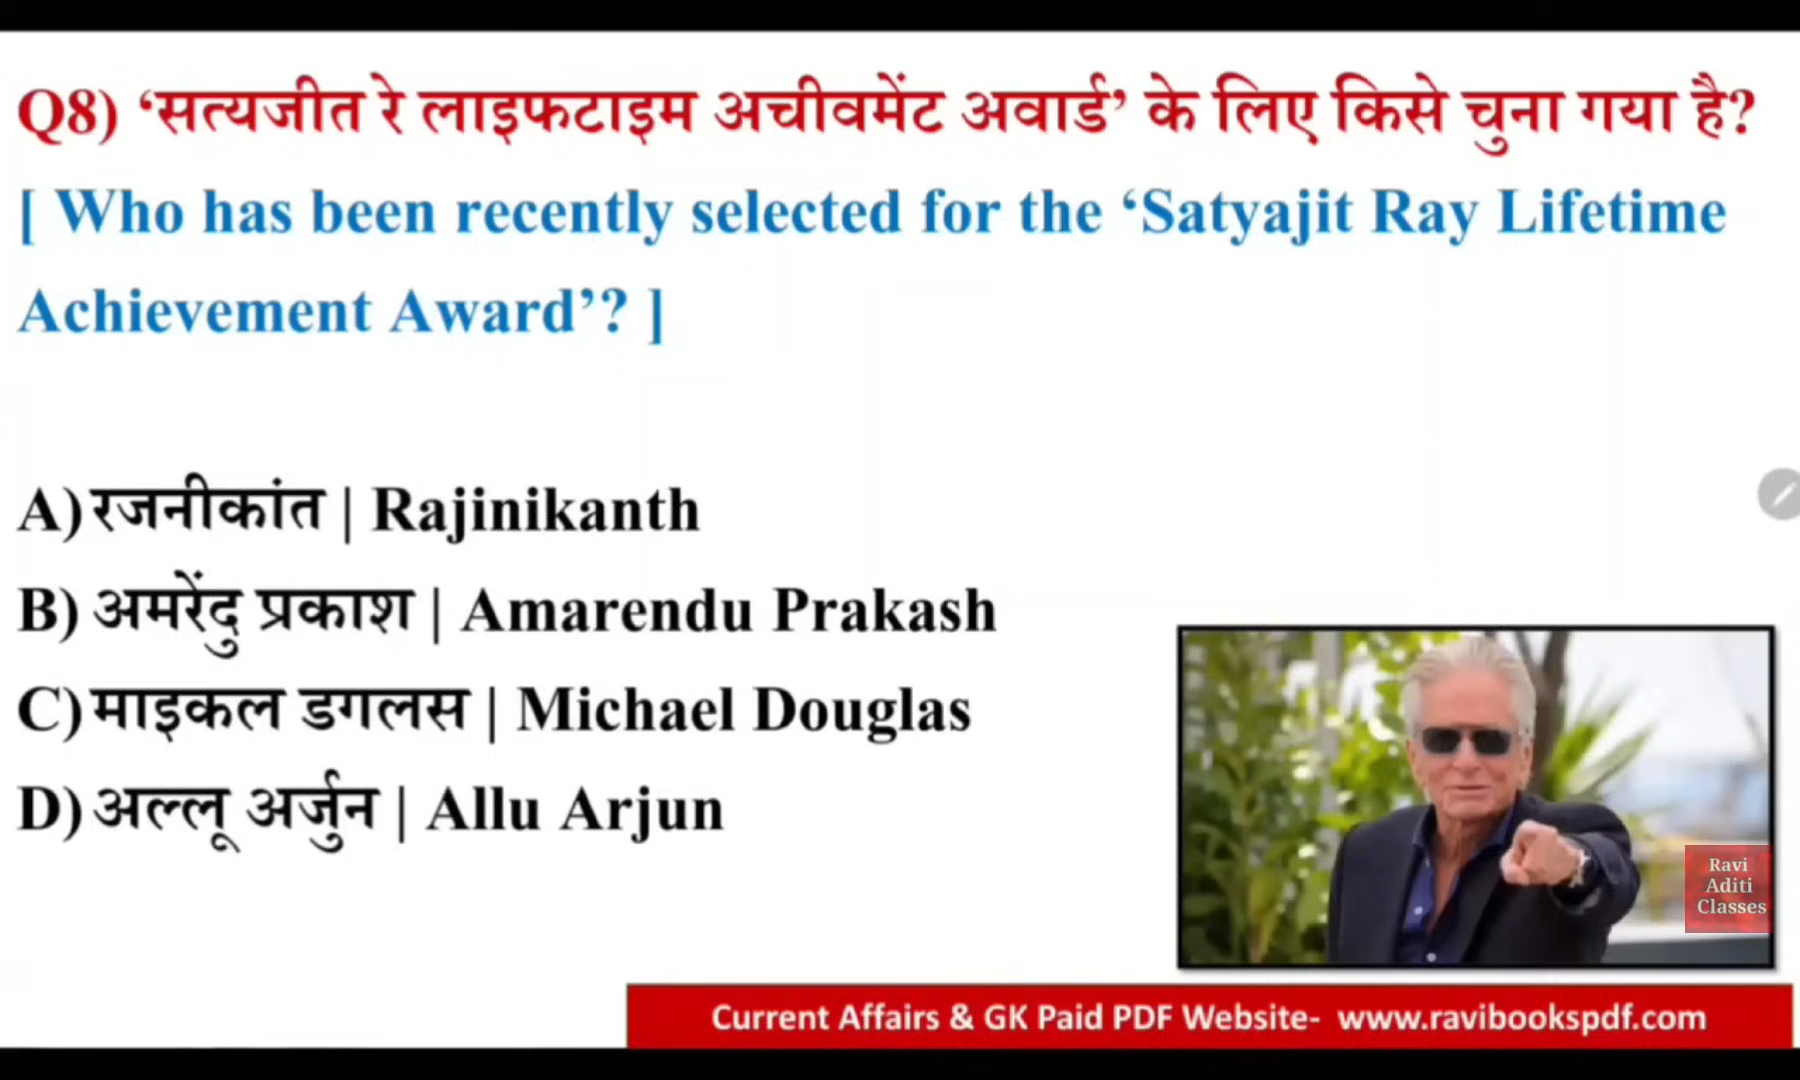 Q8) ‘सत्यजीत रे लाइफटाइम अचीवमेंट अवार्ड’ के लिए किसे चुना गया है?
[ Who has been recently selected for the ‘Satyajit Ray Lifetime
Achievement Award’? ]
A) रजनीकांत | Rajinikanth
B) अमरेंदु प्रकाश | Amarendu Prakash
C) माइकल डगलस | Michael Douglas
D) अल्लू अर्जुन | Allu Arjun
Ravi
Aditi
Classes
Current Affairs & GK Paid PDF Website- www.ravibookspdf.com